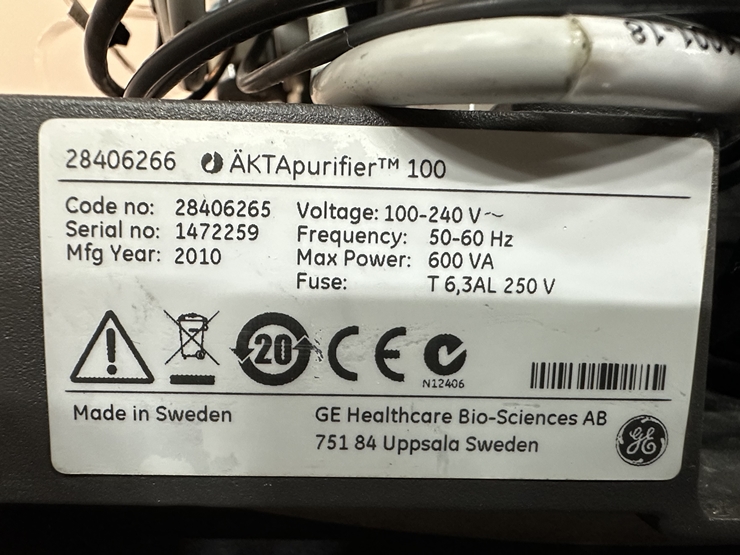 28406266 ÄKTApurifier™ 100
Code no: 28406265
Serial no: 1472259
Mfg Year: 2010
Voltage: 100-240 V~
Frequency: 50-60 Hz
Max Power: 600 VA
Fuse: T 6,3AL 250 V
20
CE
N12406
Made in Sweden
GE Healthcare Bio-Sciences AB
751 84 Uppsala Sweden
GE